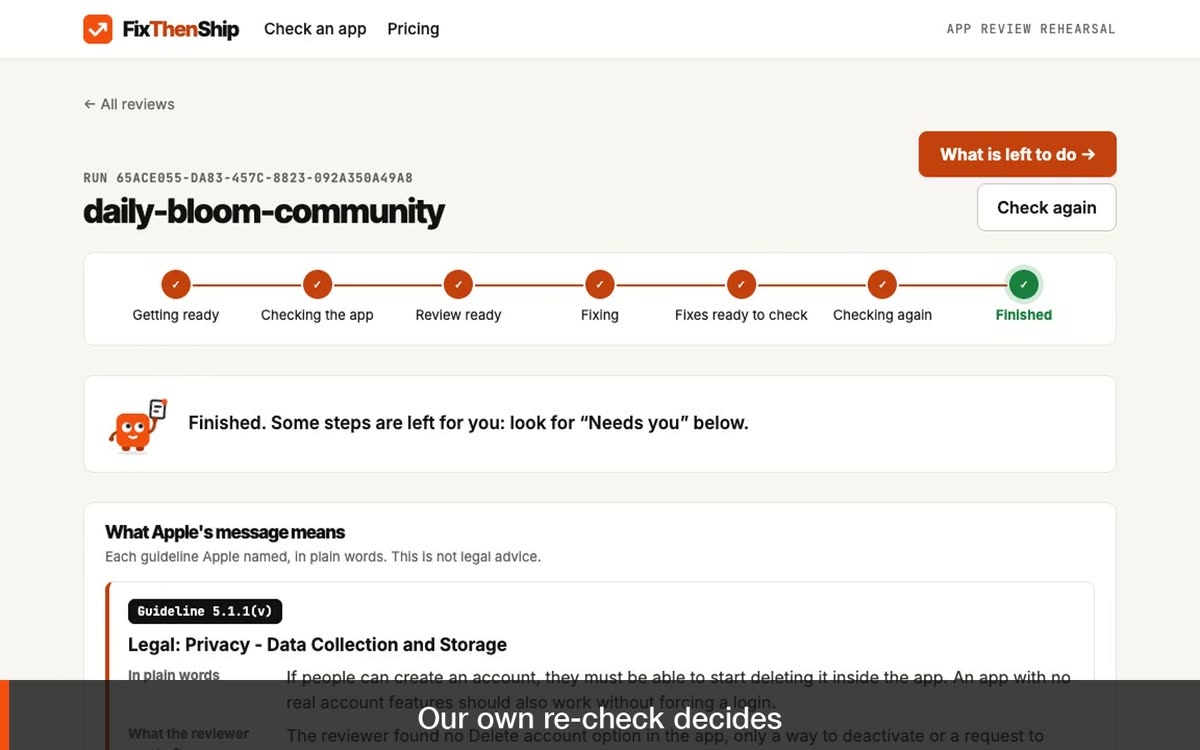 FixThenShip Check an app Pricing APP REVIEW REHEARSAL
← All reviews
What is left to do →
RUN 65ACE055-DA83-457C-8823-092A350A49A8
daily-bloom-community
Check again
Getting ready Checking the app Review ready Fixing Fixes ready to check Checking again Finished
Finished. Some steps are left for you: look for “Needs you” below.
What Apple's message means
Each guideline Apple named, in plain words. This is not legal advice.
Guideline 5.1.1(v)
Legal: Privacy - Data Collection and Storage
In plain words If people can create an account, they must be able to start deleting it inside the app. An app with no
real account features should also work without forcing a login.
Our own re-check decides
What the reviewer The reviewer found no Delete account option in the app, only a way to deactivate or a request to